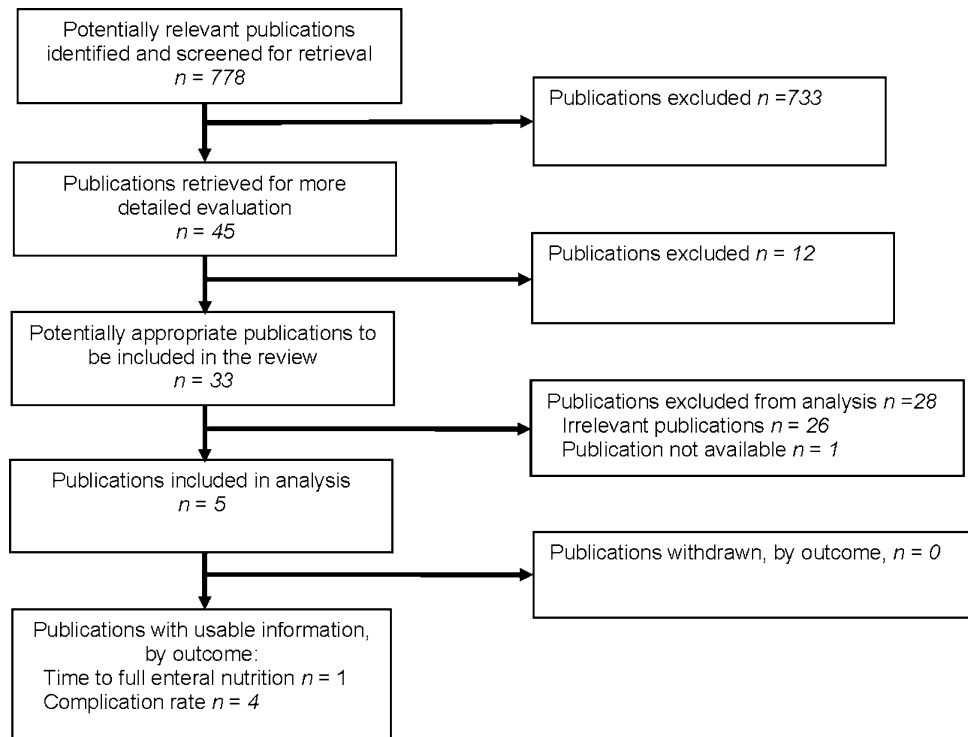 Potentially relevant publications
identified and screened for retrieval
n = 778
Publications excluded n =733
Publications retrieved for more
detailed evaluation
n = 45
Publications excluded n = 12
Potentially appropriate publications to
be included in the review
n = 33
Publications excluded from analysis n =28
Irrelevant publications n = 26
Publication not available n = 1
Publications included in analysis
n = 5
Publications withdrawn, by outcome, n = 0
Publications with usable information,
by outcome:
Time to full enteral nutrition n = 1
Complication rate n = 4